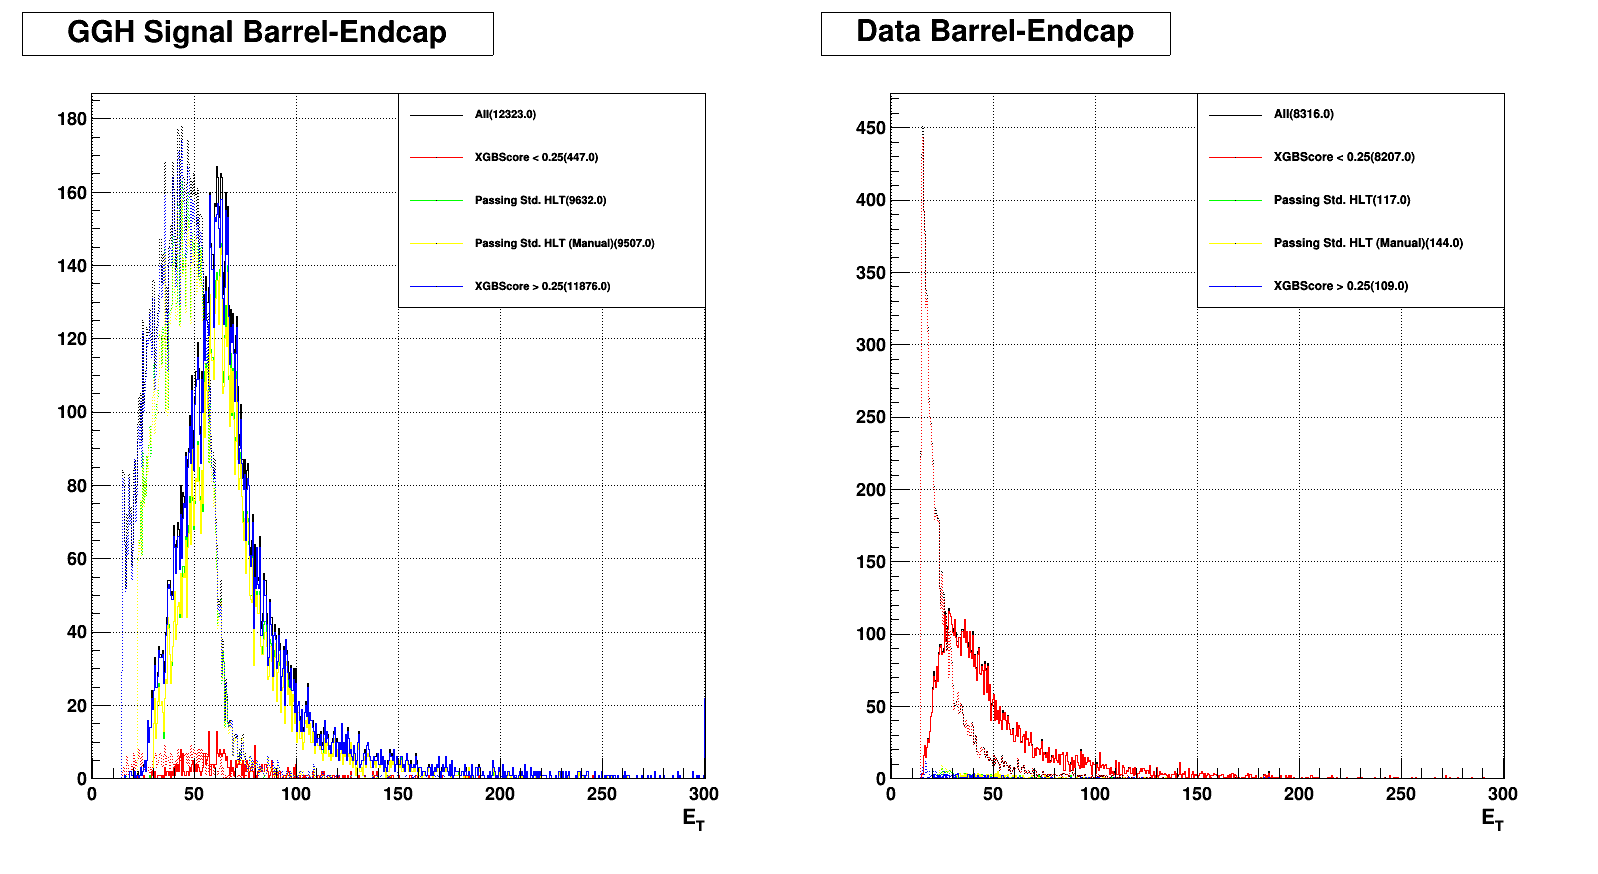 GGH Signal Barrel-Endcap
180
160
140
120
100
80
60
40
20
0
0 50 100 150 200 250 300
E_T
All(12323.0)
XGBScore < 0.25(447.0)
Passing Std. HLT(9632.0)
Passing Std. HLT (Manual)(9507.0)
XGBScore > 0.25(11876.0)
Data Barrel-Endcap
450
400
350
300
250
200
150
100
50
0
0 50 100 150 200 250 300
E_T
All(8316.0)
XGBScore < 0.25(8207.0)
Passing Std. HLT(117.0)
Passing Std. HLT (Manual)(144.0)
XGBScore > 0.25(109.0)